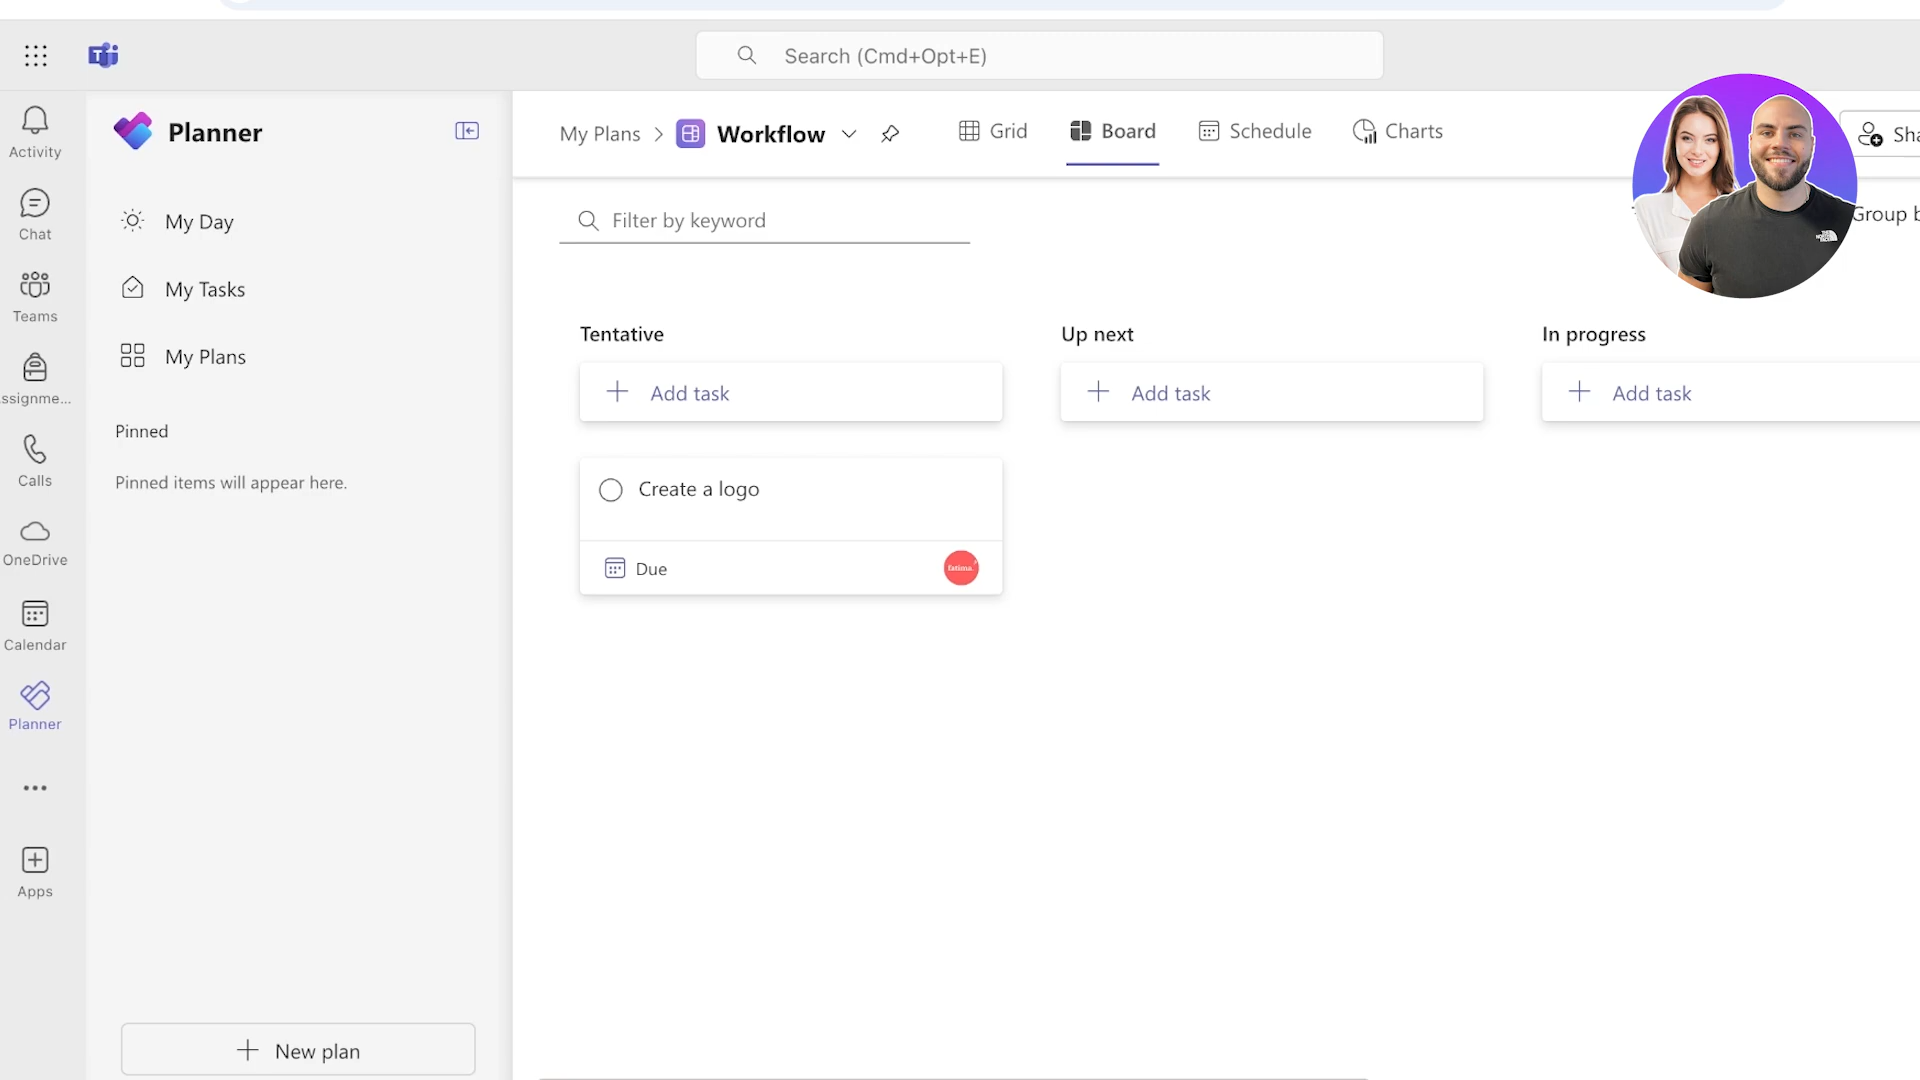 Search (Cmd+Opt+E)
Activity
Chat
Teams
ssignme...
Calls
OneDrive
Calendar
Planner
Apps
Planner
My Day
My Tasks
My Plans
Pinned
Pinned items will appear here.
New plan
My Plans > Workflow
Grid
Board
Schedule
Charts
Sha
Filter by keyword
Group b
Tentative
Add task
Create a logo
Due
fatima.
Up next
Add task
In progress
Add task